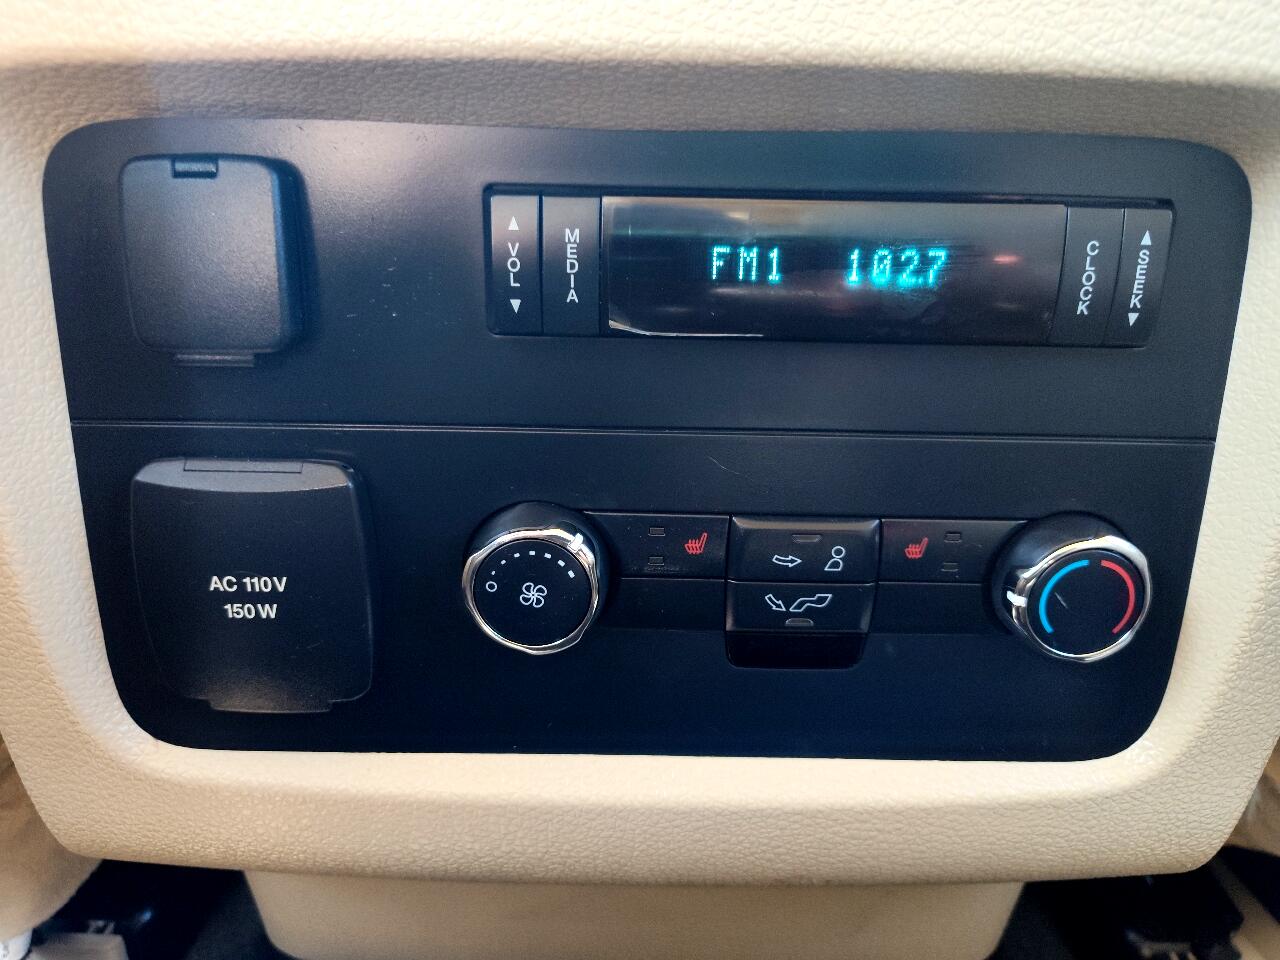 VOL
MEDIA
FM1 102.7
CLOCK
SEEK
AC 110V
150W